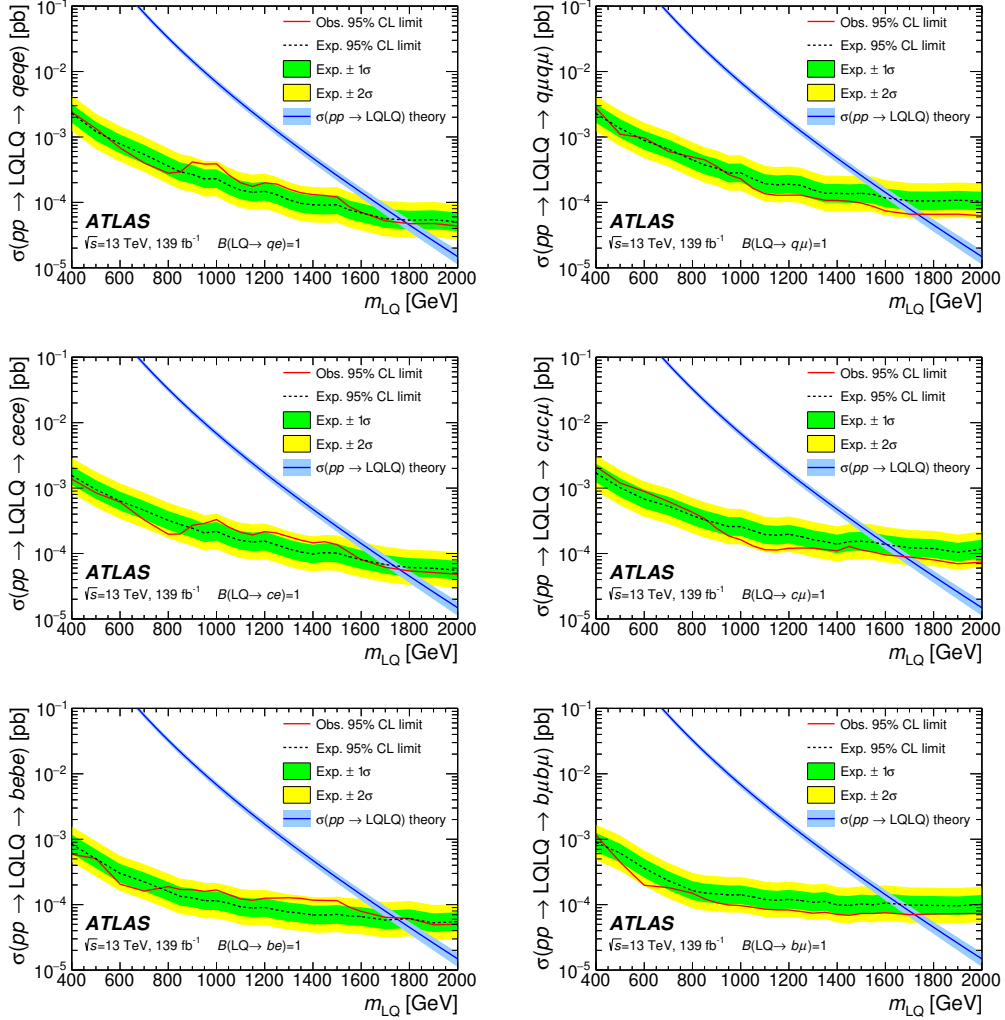 σ(pp → LQLQ → qeqe) [pb]
10⁻¹
10⁻²
10⁻³
10⁻⁴
10⁻⁵
Obs. 95% CL limit
Exp. 95% CL limit
Exp. ± 1σ
Exp. ± 2σ
σ(pp → LQLQ) theory
ATLAS
√s=13 TeV, 139 fb⁻¹ B(LQ→ qe)=1
400 600 800 1000 1200 1400 1600 1800 2000
m_LQ [GeV]
σ(pp → LQLQ → qμqμ) [pb]
10⁻¹
10⁻²
10⁻³
10⁻⁴
10⁻⁵
Obs. 95% CL limit
Exp. 95% CL limit
Exp. ± 1σ
Exp. ± 2σ
σ(pp → LQLQ) theory
ATLAS
√s=13 TeV, 139 fb⁻¹ B(LQ→ qμ)=1
400 600 800 1000 1200 1400 1600 1800 2000
m_LQ [GeV]
σ(pp → LQLQ → cece) [pb]
10⁻¹
10⁻²
10⁻³
10⁻⁴
10⁻⁵
Obs. 95% CL limit
Exp. 95% CL limit
Exp. ± 1σ
Exp. ± 2σ
σ(pp → LQLQ) theory
ATLAS
√s=13 TeV, 139 fb⁻¹ B(LQ→ ce)=1
400 600 800 1000 1200 1400 1600 1800 2000
m_LQ [GeV]
σ(pp → LQLQ → cμcμ) [pb]
10⁻¹
10⁻²
10⁻³
10⁻⁴
10⁻⁵
Obs. 95% CL limit
Exp. 95% CL limit
Exp. ± 1σ
Exp. ± 2σ
σ(pp → LQLQ) theory
ATLAS
√s=13 TeV, 139 fb⁻¹ B(LQ→ cμ)=1
400 600 800 1000 1200 1400 1600 1800 2000
m_LQ [GeV]
σ(pp → LQLQ → bebe) [pb]
10⁻¹
10⁻²
10⁻³
10⁻⁴
10⁻⁵
Obs. 95% CL limit
Exp. 95% CL limit
Exp. ± 1σ
Exp. ± 2σ
σ(pp → LQLQ) theory
ATLAS
√s=13 TeV, 139 fb⁻¹ B(LQ→ be)=1
400 600 800 1000 1200 1400 1600 1800 2000
m_LQ [GeV]
σ(pp → LQLQ → bμbμ) [pb]
10⁻¹
10⁻²
10⁻³
10⁻⁴
10⁻⁵
Obs. 95% CL limit
Exp. 95% CL limit
Exp. ± 1σ
Exp. ± 2σ
σ(pp → LQLQ) theory
ATLAS
√s=13 TeV, 139 fb⁻¹ B(LQ→ bμ)=1
400 600 800 1000 1200 1400 1600 1800 2000
m_LQ [GeV]